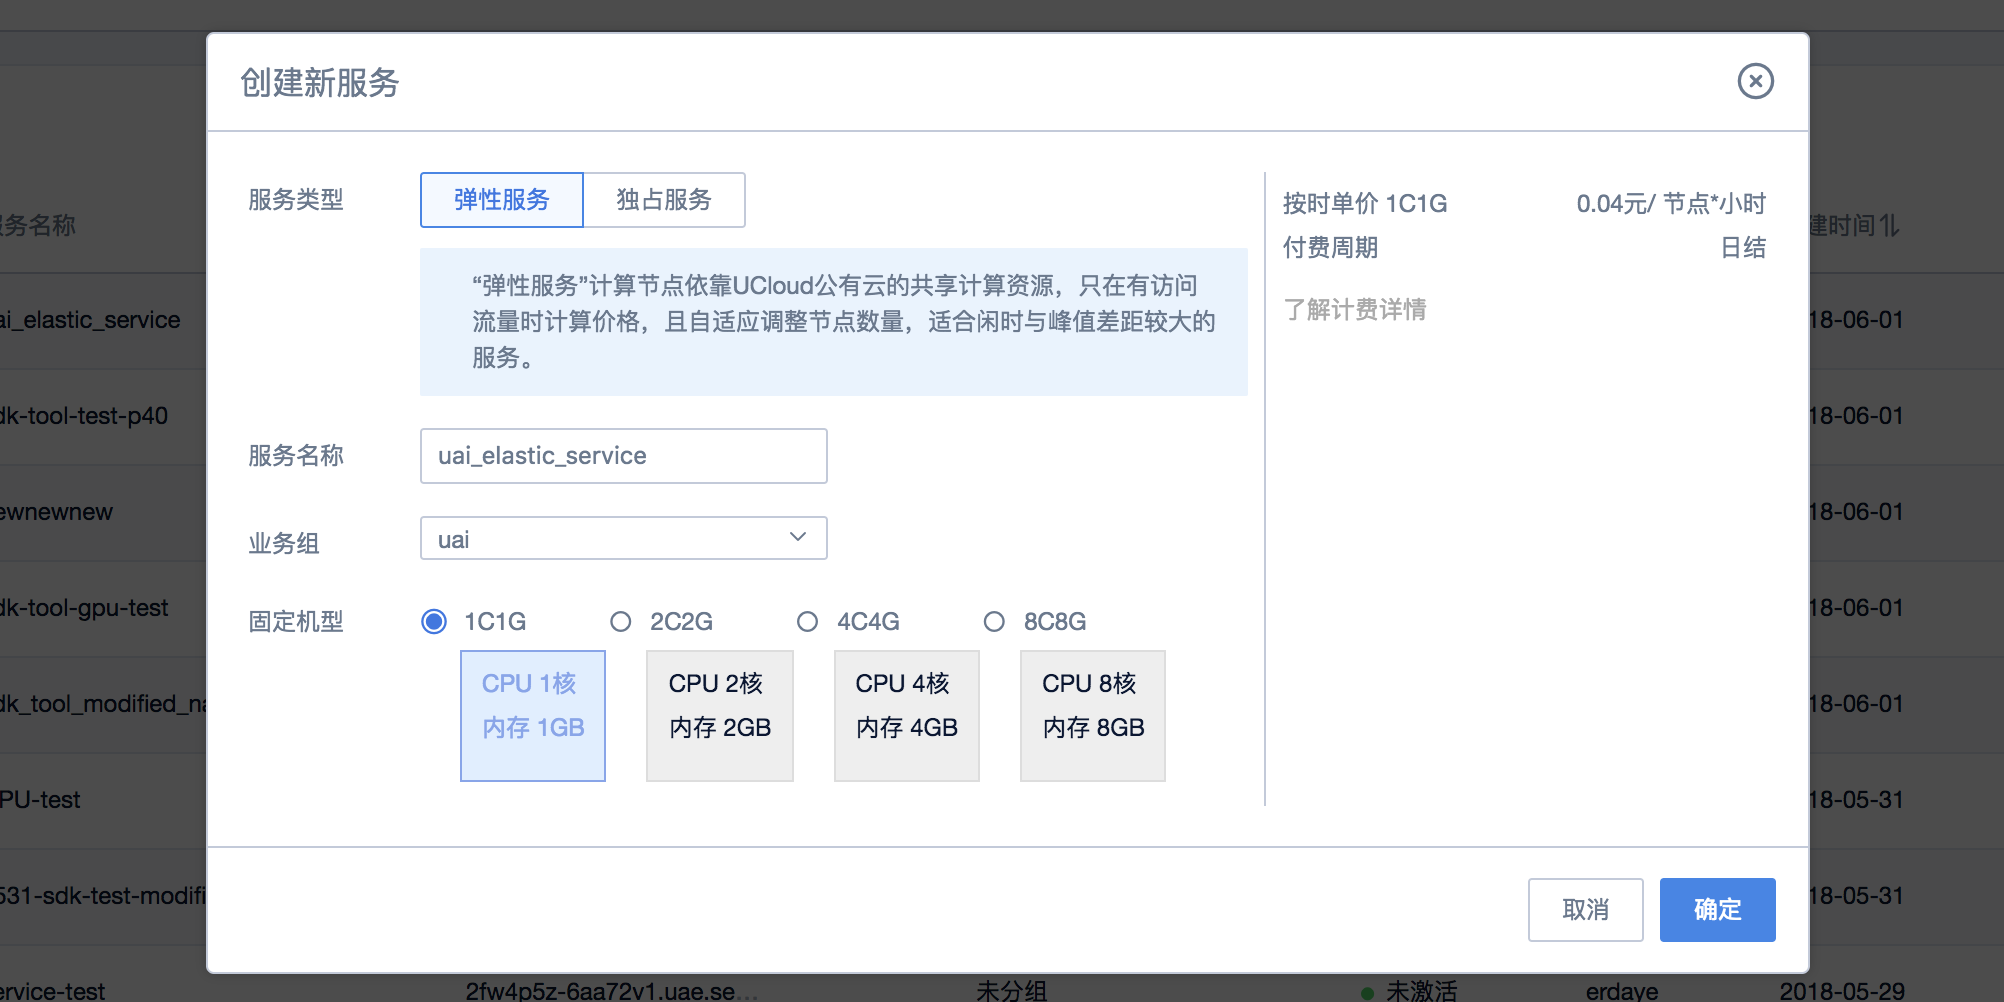 创建新服务
服务类型
弹性服务
独占服务
“弹性服务”计算节点依靠UCloud公有云的共享计算资源，只在有访问
流量时计算价格，且自适应调整节点数量，适合闲时与峰值差距较大的
服务。
服务名称
uai_elastic_service
业务组
uai
固定机型
1C1G
2C2G
4C4G
8C8G
CPU 1核
内存 1GB
CPU 2核
内存 2GB
CPU 4核
内存 4GB
CPU 8核
内存 8GB
按时单价 1C1G
0.04元/ 节点*小时
付费周期
日结
了解计费详情
取消
确定
务名称
建时间
ai_elastic_service
18-06-01
dk-tool-test-p40
18-06-01
ewnewnew
18-06-01
dk-tool-gpu-test
18-06-01
dk_tool_modified_na
18-06-01
PU-test
18-05-31
531-sdk-test-modifi
18-05-31
ervice-test
2fw4p5z-6aa72v1.uae.se...
未分组
未激活
erdaye
2018-05-29